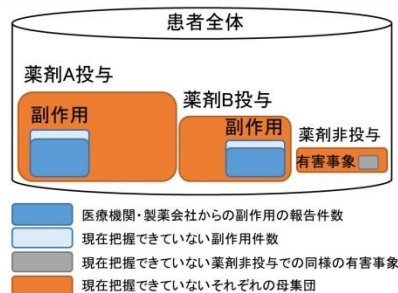 患者全体
薬剤A投与
副作用
薬剤B投与
副作用
薬剤非投与
有害事象
医療機関・製薬会社からの副作用の報告件数
現在把握できていない副作用件数
現在把握できていない薬剤非投与での同様の有害事象
現在把握できていないそれぞれの母集団